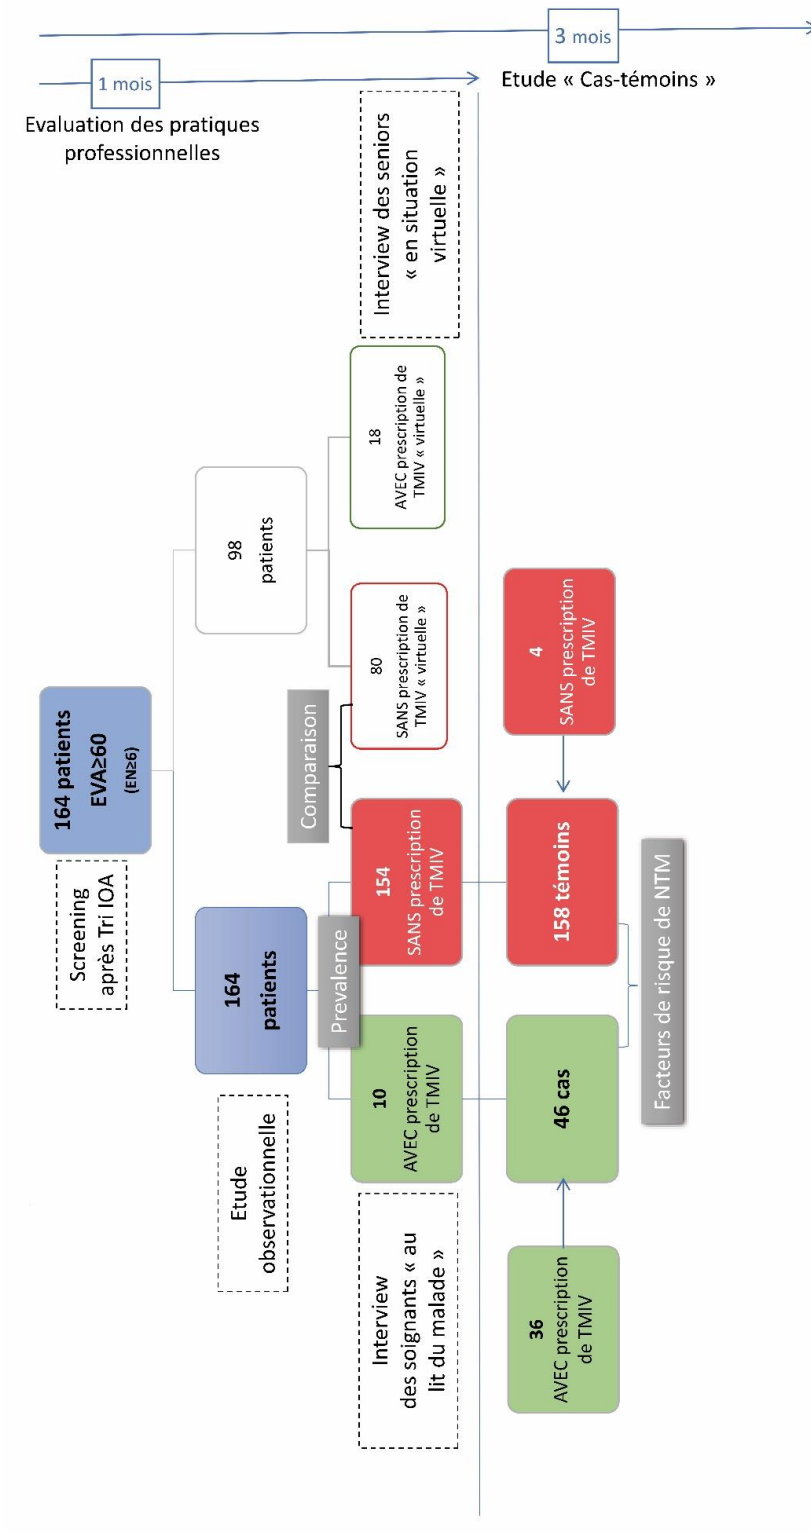 3 mois
Etude « Cas-témoins »
1 mois
Evaluation des pratiques
professionnelles
Screening
après Tri IOA
164 patients
EVA≥60
(EN≥6)
Etude
observationnelle
164
patients
98
patients
Interview
des soignants « au
lit du malade »
Prevalence
Comparaison
10
AVEC prescription
de TMIV
154
SANS prescription
de TMIV
80
SANS prescription de
TMIV « virtuelle »
18
AVEC prescription de
TMIV « virtuelle »
Interview des seniors
« en situation
virtuelle »
36
AVEC prescription
de TMIV
46 cas
158 témoins
4
SANS prescription
de TMIV
Facteurs de risque de NTM